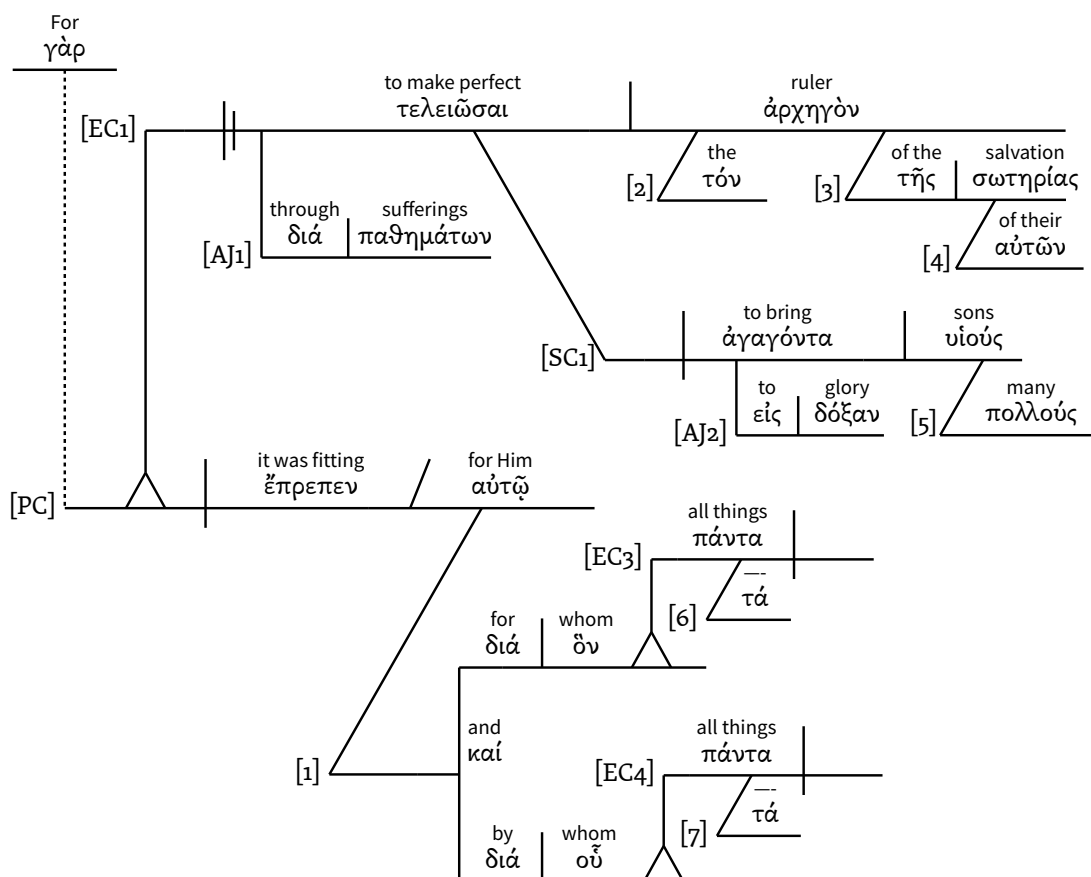 For
γὰρ
to make perfect
τελειῶσαι
ruler
ἀρχηγὸν
[EC1]
of the
τῆς
salvation
σωτηρίας
the
τόν
[2]
[3]
through
διά
sufferings
παθημάτων
of their
αὐτῶν
[AJ1]
[4]
to bring
ἀγαγόντα
sons
υἱούς
[SC1]
to
εἰς
glory
δόξαν
many
πολλούς
[AJ2]
[5]
it was fitting
ἔπρεπεν
for Him
αὐτῷ
[PC]
all things
πάντα
[EC3]
—-
τά
[6]
for
διά
whom
ὃν
and
καί
all things
πάντα
[1]
[EC4]
—-
τά
[7]
by
διά
whom
οὗ